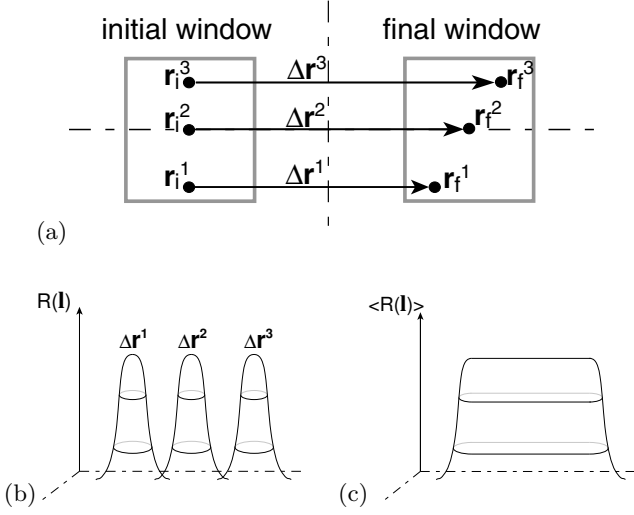 initial window final window
r_i^3 Δr^3 r_f^3
r_i^2 Δr^2 r_f^2
r_i^1 Δr^1 r_f^1
(a)
R(l) <R(l)>
Δr^1 Δr^2 Δr^3
(b) (c)